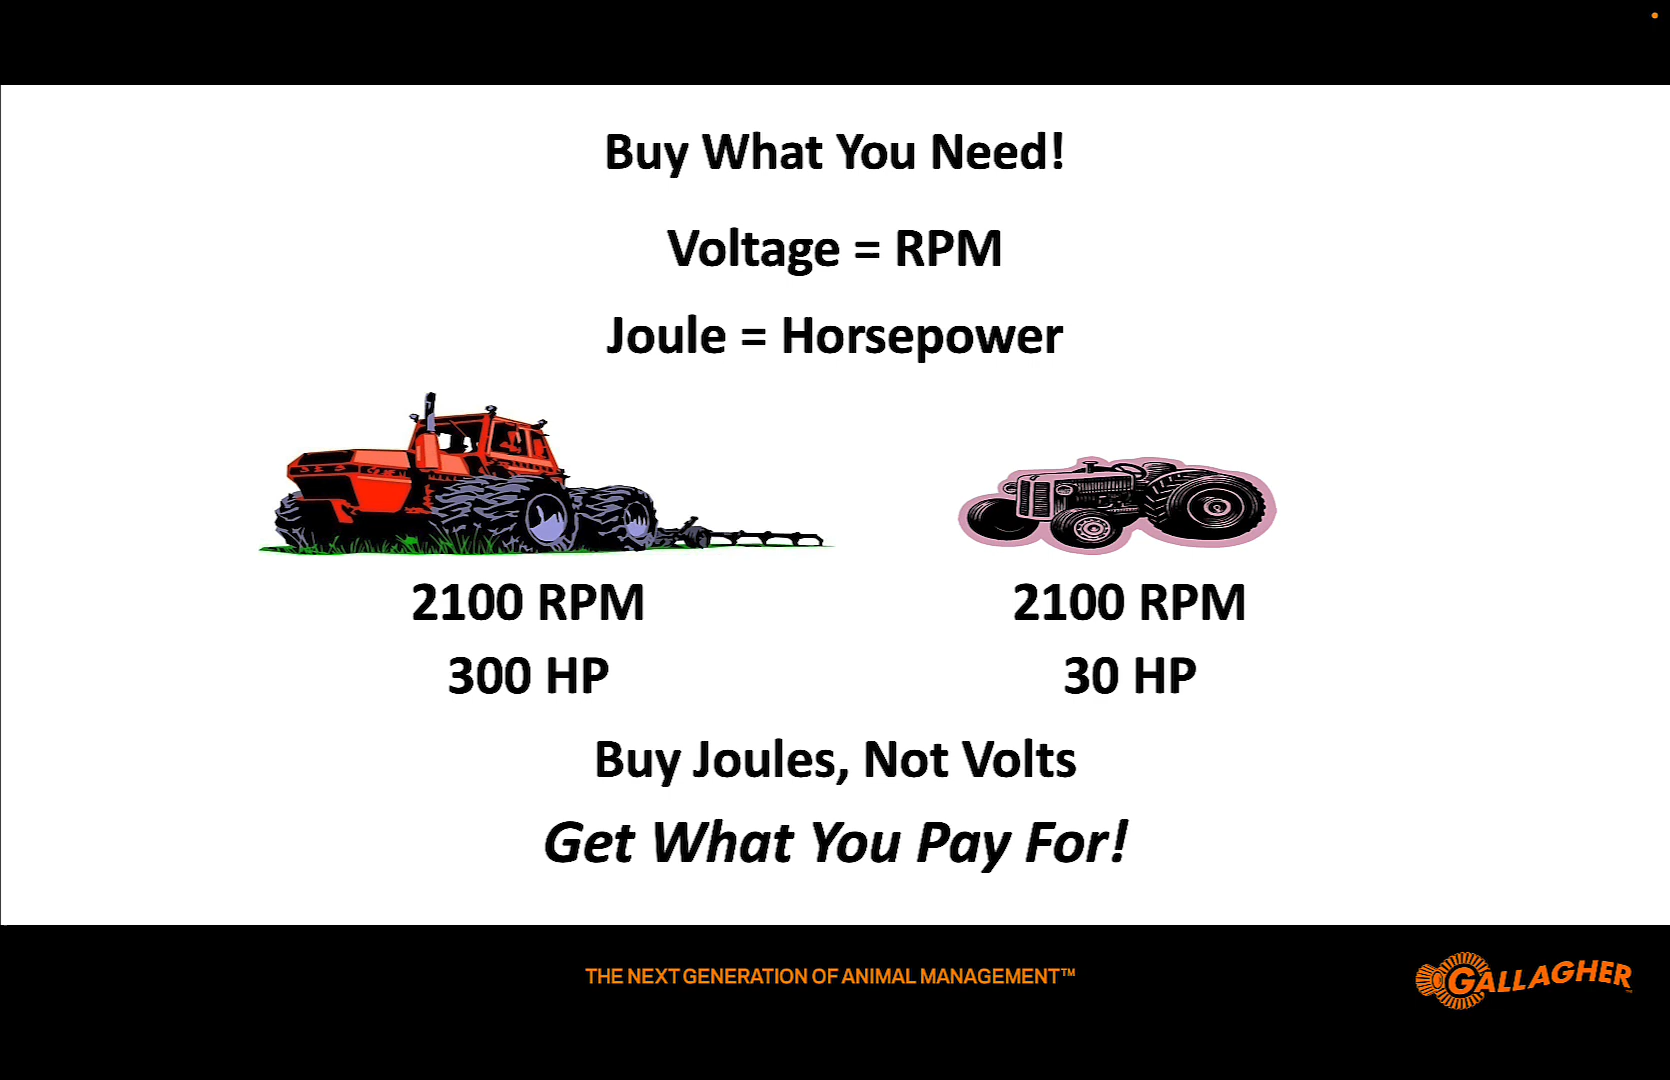 Buy What You Need!
Voltage = RPM
Joule = Horsepower
2100 RPM
300 HP
2100 RPM
30 HP
Buy Joules, Not Volts
Get What You Pay For!
THE NEXT GENERATION OF ANIMAL MANAGEMENT™
GALLAGHER™